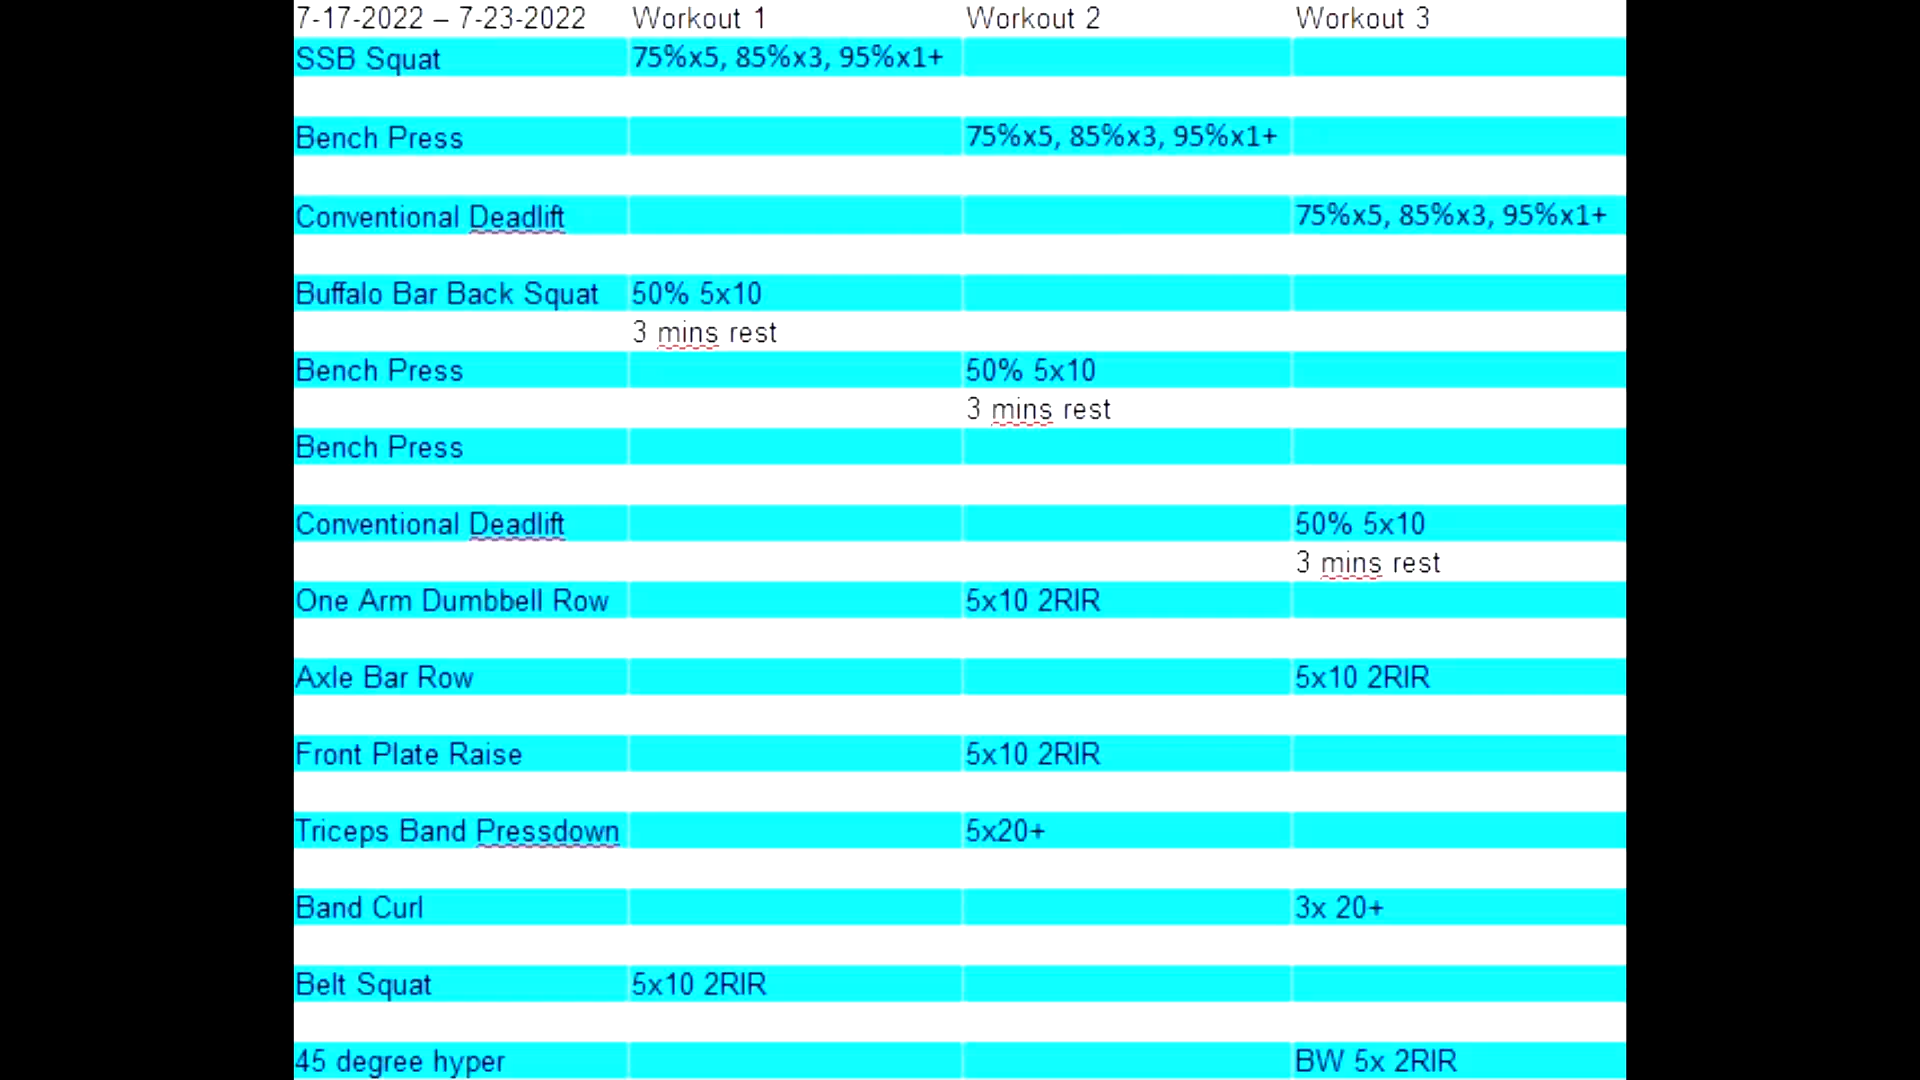 7-17-2022 – 7-23-2022 Workout 1 Workout 2 Workout 3
SSB Squat 75%x5, 85%x3, 95%x1+
Bench Press 75%x5, 85%x3, 95%x1+
Conventional Deadlift 75%x5, 85%x3, 95%x1+
Buffalo Bar Back Squat 50% 5x10
3 mins rest
Bench Press 50% 5x10
3 mins rest
Bench Press
Conventional Deadlift 50% 5x10
3 mins rest
One Arm Dumbbell Row 5x10 2RIR
Axle Bar Row 5x10 2RIR
Front Plate Raise 5x10 2RIR
Triceps Band Pressdown 5x20+
Band Curl 3x 20+
Belt Squat 5x10 2RIR
45 degree hyper BW 5x 2RIR